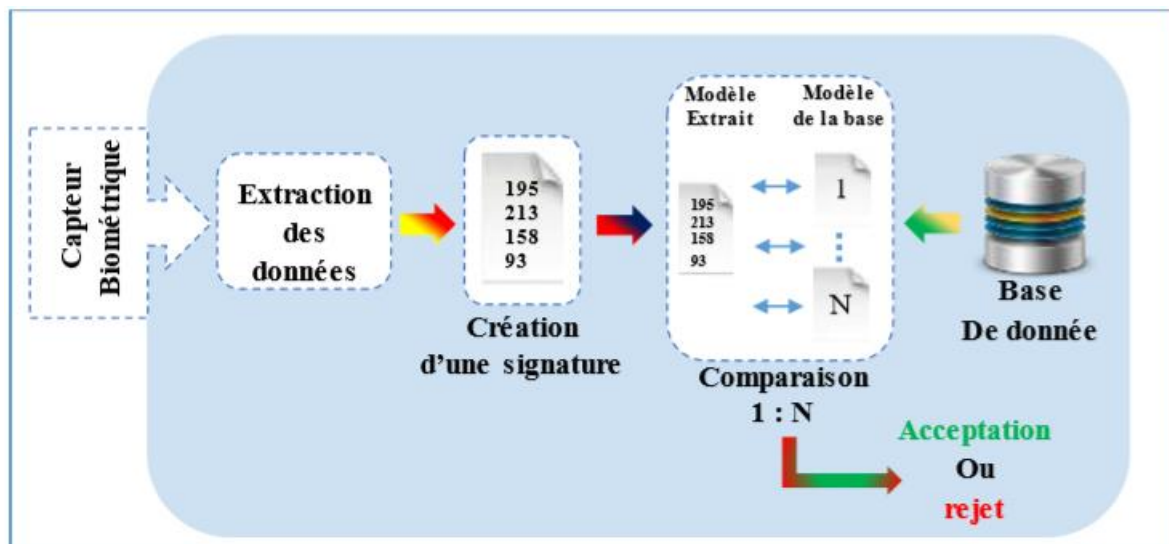 Capteur
Biométrique
Extraction
des
données
195
213
158
93
Création
d'une signature
Modèle
Extrait
Modèle
de la base
195
213
158
93
1
N
Comparaison
1 : N
Base
De donnée
Acceptation
Ou
rejet